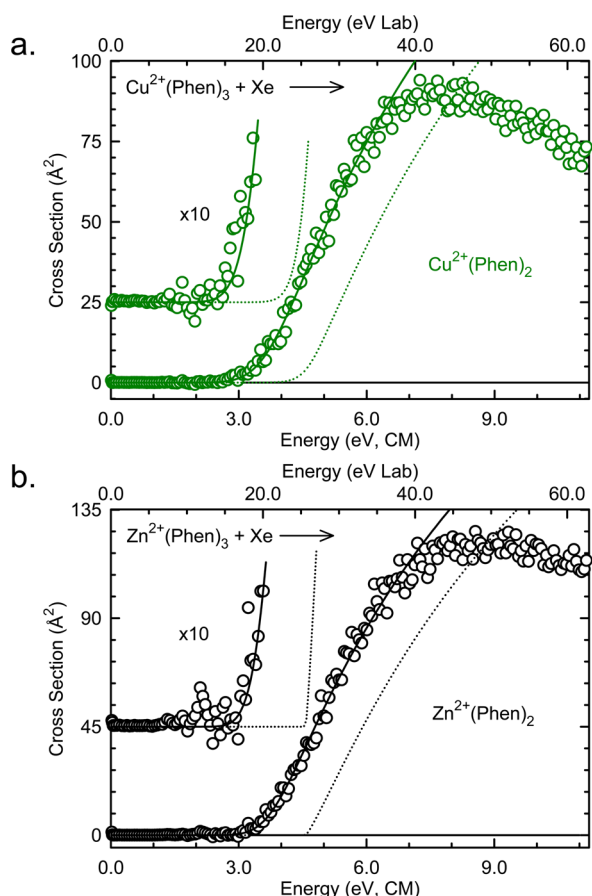 a.
Energy (eV Lab)
0.0 20.0 40.0 60.0
Cu²⁺(Phen)₃ + Xe ⟶
100
75
50
25
0
Cross Section (Å²)
x10
Cu²⁺(Phen)₂
0.0 3.0 6.0 9.0
Energy (eV, CM)
b.
Energy (eV Lab)
0.0 20.0 40.0 60.0
Zn²⁺(Phen)₃ + Xe ⟶
135
90
45
0
Cross Section (Å²)
x10
Zn²⁺(Phen)₂
0.0 3.0 6.0 9.0
Energy (eV, CM)